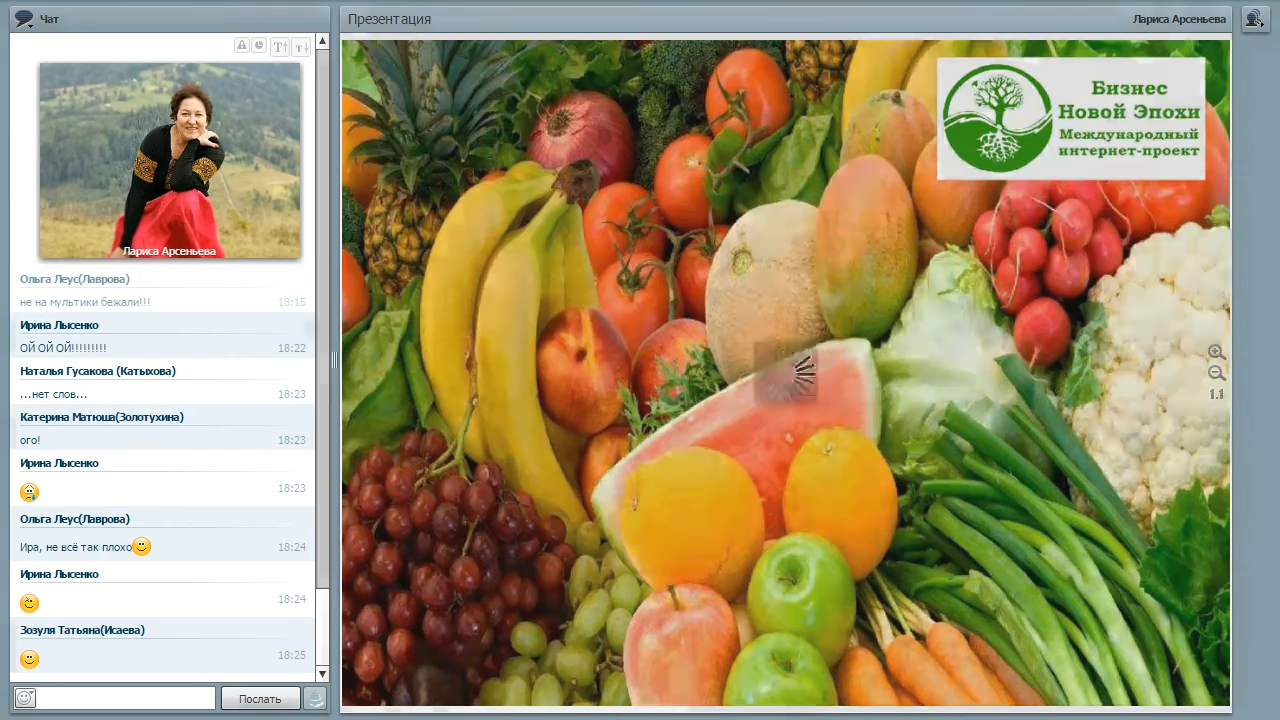 Чат
Презентация
Лариса Арсеньева
Лариса Арсеньева
Ольга Леус(Лаврова)
не на мультики бежали!!!
18:15
Ирина Лысенко
ОЙ ОЙ ОЙ!!!!!!!!!
18:22
Наталья Гусакова (Катыхова)
...нет слов...
18:23
Катерина Матюша(Золотухина)
ого!
18:23
Ирина Лысенко
18:23
Ольга Леус(Лаврова)
Ира, не всё так плохо
18:24
Ирина Лысенко
18:24
Зозуля Татьяна(Исаева)
18:25
Послать
Бизнес
Новой Эпохи
Международный
интернет-проект
1:1